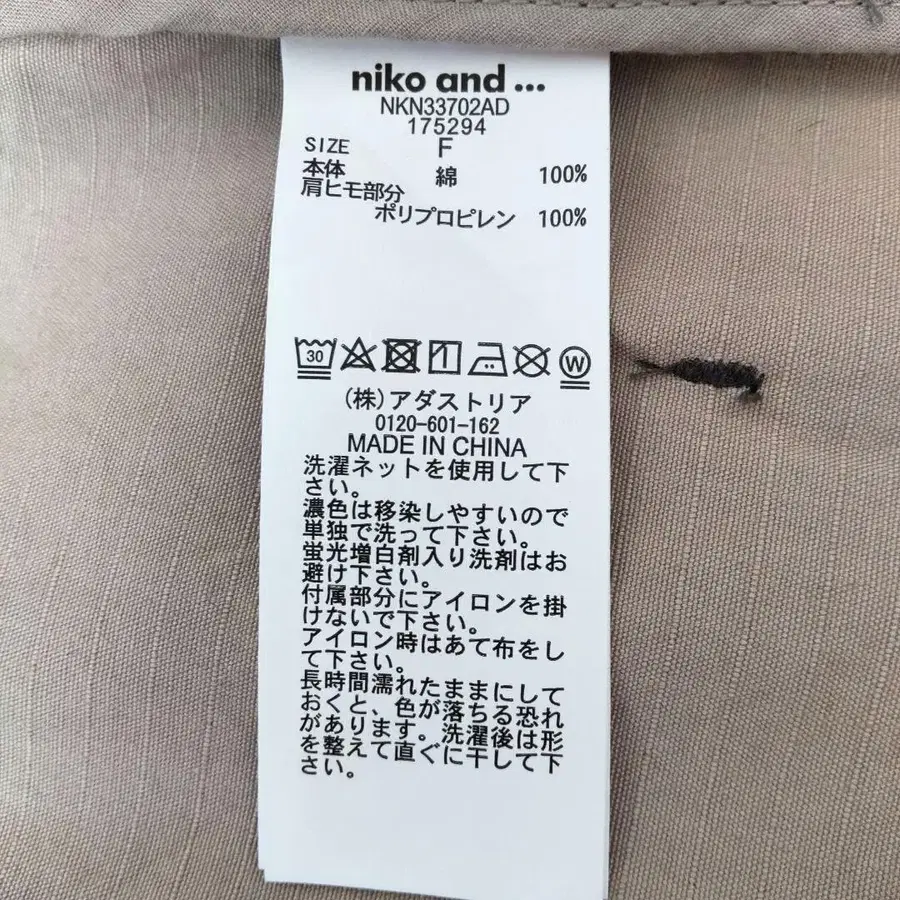 niko and ...
NKN33702AD
175294
SIZE F
本体 綿 100%
肩ヒモ部分
ポリプロピレン 100%
30 W
(株)アダストリア
0120-601-162
MADE IN CHINA
洗濯ネットを使用して下
さい。
濃色は移染しやすいので
単独で洗って下さい。
蛍光増白剤入り洗剤はお
避け下さい。
付属部分にアイロンを掛
けないで下さい。
アイロン時はあて布をし
て下さい。
長時間濡れたままにして
おくと、色が落ちる恐れ
があります。洗濯後は形
を整えて直ぐに干して下
さい。